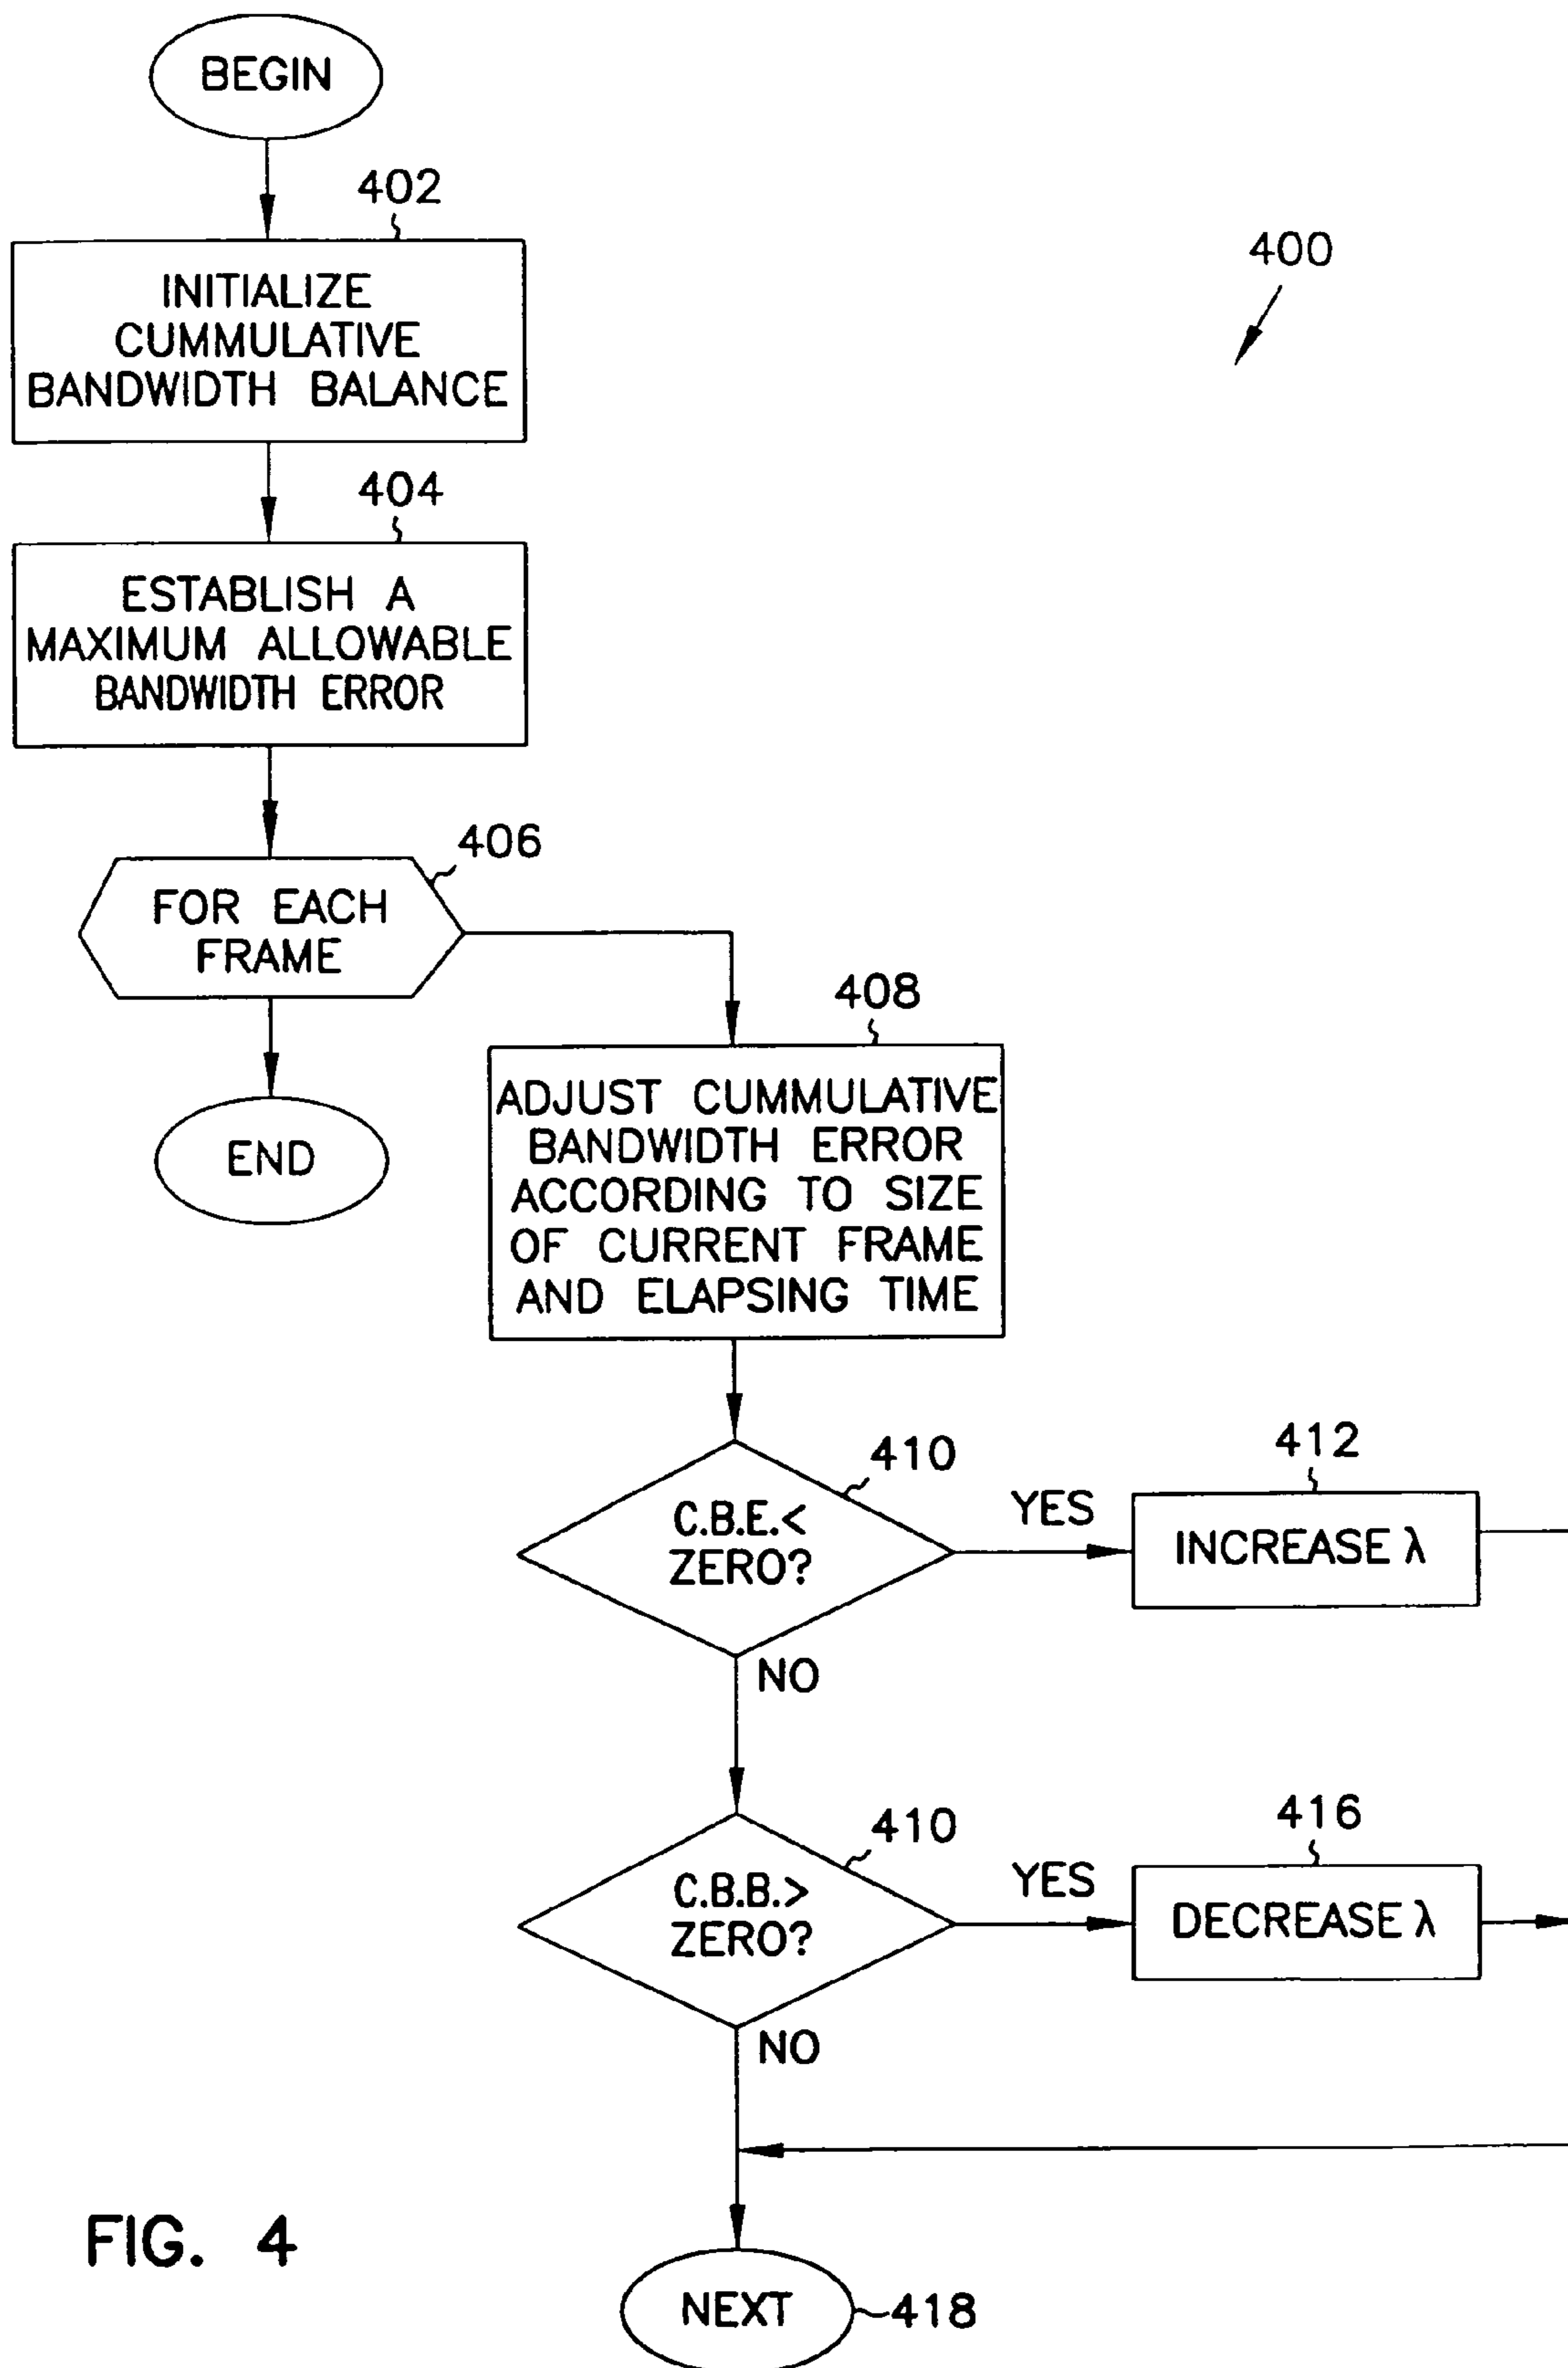 BEGIN
402
INITIALIZE
CUMMULATIVE
BANDWIDTH BALANCE
400
404
ESTABLISH A
MAXIMUM ALLOWABLE
BANDWIDTH ERROR
406
FOR EACH
FRAME
408
ADJUST CUMMULATIVE
BANDWIDTH ERROR
ACCORDING TO SIZE
OF CURRENT FRAME
AND ELAPSING TIME
END
410
C.B.E.<
ZERO?
YES
412
INCREASE λ
NO
410
C.B.B.>
ZERO?
YES
416
DECREASE λ
NO
NEXT
418
FIG. 4